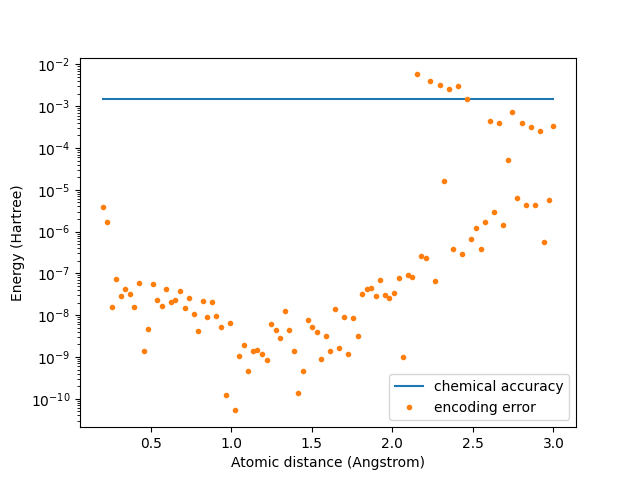 10⁻²
10⁻³
10⁻⁴
10⁻⁵
10⁻⁶
10⁻⁷
10⁻⁸
10⁻⁹
10⁻¹⁰
Energy (Hartree)
chemical accuracy
encoding error
0.5 1.0 1.5 2.0 2.5 3.0
Atomic distance (Angstrom)